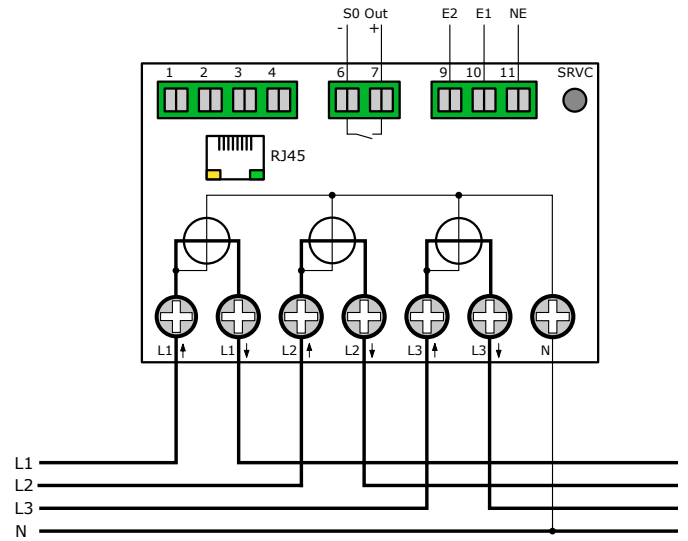 S0 Out E2 E1 NE
- +
1 2 3 4 6 7 9 10 11 SRVC
RJ45
L1 L1 L2 L2 L3 L3 N
L1
L2
L3
N